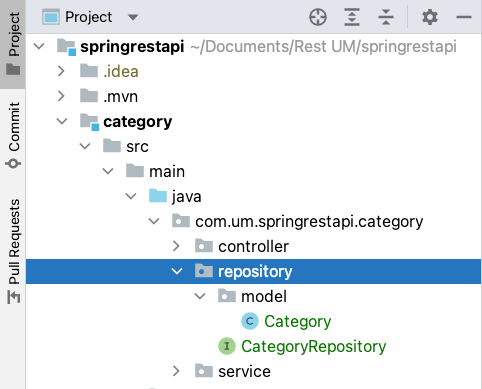 Project
springrestapi ~/Documents/Rest UM/springrestapi
.idea
.mvn
category
src
main
java
com.um.springrestapi.category
controller
repository
model
C Category
I CategoryRepository
service
Project
Commit
Pull Requests